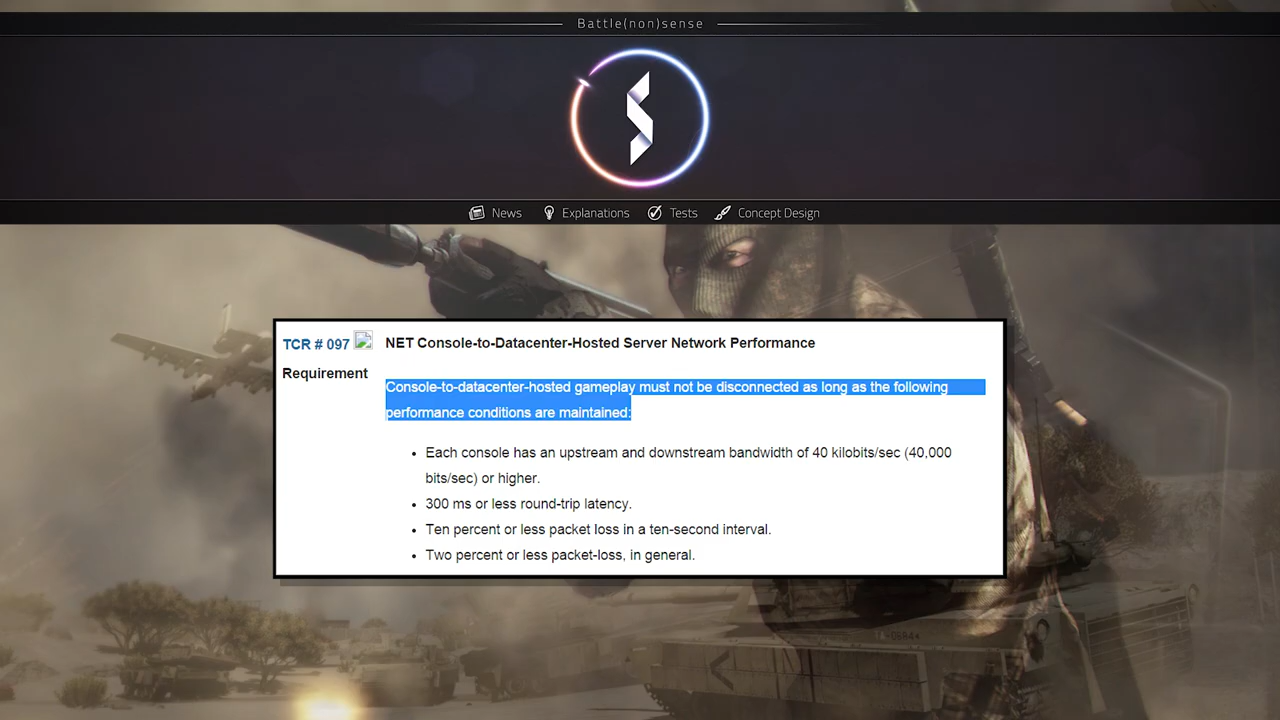 Battle(non)sense
News Explanations Tests Concept Design
TCR # 097 NET Console-to-Datacenter-Hosted Server Network Performance
Requirement
Console-to-datacenter-hosted gameplay must not be disconnected as long as the following
performance conditions are maintained:
• Each console has an upstream and downstream bandwidth of 40 kilobits/sec (40,000
bits/sec) or higher.
• 300 ms or less round-trip latency.
• Ten percent or less packet loss in a ten-second interval.
• Two percent or less packet-loss, in general.